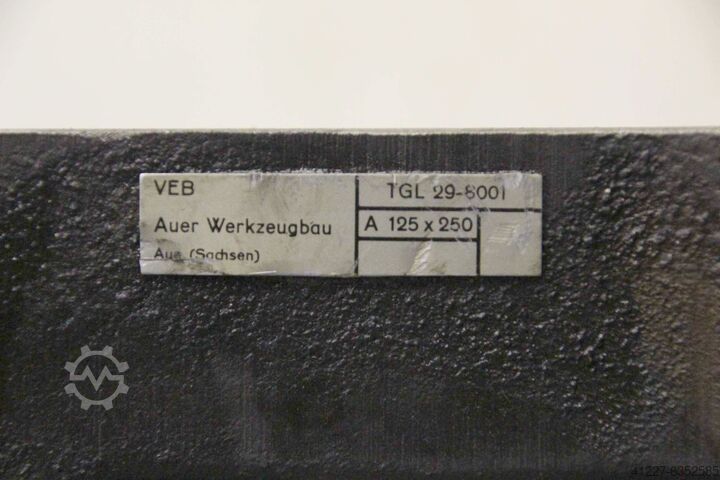 VEB
Auer Werkzeugbau
Aue (Sachsen)
TGL 29-8001
A 125 x 250
41227-8352585